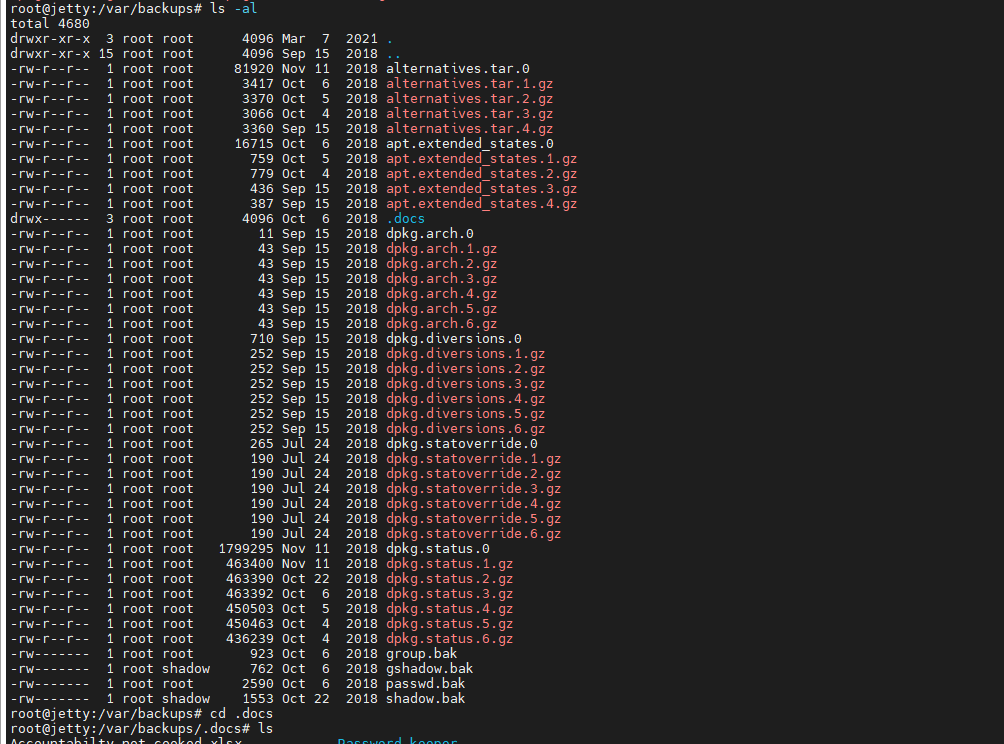 root@jetty:/var/backups# ls -al
total 4680
drwxr-xr-x  3 root root      4096 Mar  7  2021 .
drwxr-xr-x 15 root root      4096 Sep 15  2018 ..
-rw-r--r--  1 root root     81920 Nov 11  2018 alternatives.tar.0
-rw-r--r--  1 root root      3417 Oct  6  2018 alternatives.tar.1.gz
-rw-r--r--  1 root root      3370 Oct  5  2018 alternatives.tar.2.gz
-rw-r--r--  1 root root      3066 Oct  4  2018 alternatives.tar.3.gz
-rw-r--r--  1 root root      3360 Sep 15  2018 alternatives.tar.4.gz
-rw-r--r--  1 root root     16715 Oct  6  2018 apt.extended_states.0
-rw-r--r--  1 root root       759 Oct  5  2018 apt.extended_states.1.gz
-rw-r--r--  1 root root       779 Oct  4  2018 apt.extended_states.2.gz
-rw-r--r--  1 root root       436 Sep 15  2018 apt.extended_states.3.gz
-rw-r--r--  1 root root       387 Sep 15  2018 apt.extended_states.4.gz
drwx------  3 root root      4096 Oct  6  2018 .docs
-rw-r--r--  1 root root        11 Sep 15  2018 dpkg.arch.0
-rw-r--r--  1 root root        43 Sep 15  2018 dpkg.arch.1.gz
-rw-r--r--  1 root root        43 Sep 15  2018 dpkg.arch.2.gz
-rw-r--r--  1 root root        43 Sep 15  2018 dpkg.arch.3.gz
-rw-r--r--  1 root root        43 Sep 15  2018 dpkg.arch.4.gz
-rw-r--r--  1 root root        43 Sep 15  2018 dpkg.arch.5.gz
-rw-r--r--  1 root root        43 Sep 15  2018 dpkg.arch.6.gz
-rw-r--r--  1 root root       710 Sep 15  2018 dpkg.diversions.0
-rw-r--r--  1 root root       252 Sep 15  2018 dpkg.diversions.1.gz
-rw-r--r--  1 root root       252 Sep 15  2018 dpkg.diversions.2.gz
-rw-r--r--  1 root root       252 Sep 15  2018 dpkg.diversions.3.gz
-rw-r--r--  1 root root       252 Sep 15  2018 dpkg.diversions.4.gz
-rw-r--r--  1 root root       252 Sep 15  2018 dpkg.diversions.5.gz
-rw-r--r--  1 root root       252 Sep 15  2018 dpkg.diversions.6.gz
-rw-r--r--  1 root root       265 Jul 24  2018 dpkg.statoverride.0
-rw-r--r--  1 root root       190 Jul 24  2018 dpkg.statoverride.1.gz
-rw-r--r--  1 root root       190 Jul 24  2018 dpkg.statoverride.2.gz
-rw-r--r--  1 root root       190 Jul 24  2018 dpkg.statoverride.3.gz
-rw-r--r--  1 root root       190 Jul 24  2018 dpkg.statoverride.4.gz
-rw-r--r--  1 root root       190 Jul 24  2018 dpkg.statoverride.5.gz
-rw-r--r--  1 root root       190 Jul 24  2018 dpkg.statoverride.6.gz
-rw-r--r--  1 root root   1799295 Nov 11  2018 dpkg.status.0
-rw-r--r--  1 root root    463400 Nov 11  2018 dpkg.status.1.gz
-rw-r--r--  1 root root    463390 Oct 22  2018 dpkg.status.2.gz
-rw-r--r--  1 root root    463392 Oct  6  2018 dpkg.status.3.gz
-rw-r--r--  1 root root    450503 Oct  5  2018 dpkg.status.4.gz
-rw-r--r--  1 root root    450463 Oct  4  2018 dpkg.status.5.gz
-rw-r--r--  1 root root    436239 Oct  4  2018 dpkg.status.6.gz
-rw-------  1 root root       923 Oct  6  2018 group.bak
-rw-------  1 root shadow     762 Oct  6  2018 gshadow.bak
-rw-------  1 root root      2590 Oct  6  2018 passwd.bak
-rw-------  1 root shadow    1553 Oct 22  2018 shadow.bak
root@jetty:/var/backups# cd .docs
root@jetty:/var/backups/.docs# ls
Accountabilty not cooked.xlsx            Password keeper